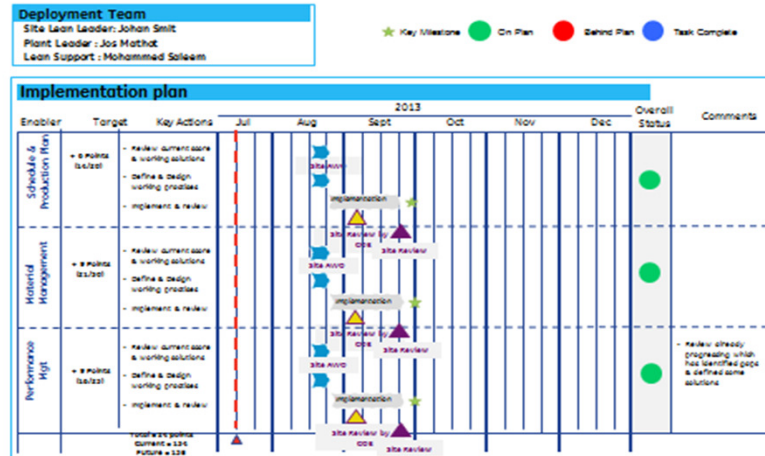 Deployment Team
Site Lean Leader: Johan Smit
Plant Leader : Jos Mathot
Lean Support : Mohammed Saleem
Key Milestone
On Plan
Behind Plan
Task Complete
Implementation plan
2013
Enabler
Target
Key Actions
Jul
Aug
Sept
Oct
Nov
Dec
Overall
Status
Comments
Schedule &
Production Plan
Points
- Review current score
& working solutions
- Define & Design
working practices
- Implement & review
Site AWO
Implementation
Site Review by
Site Review
Material
Management
Points
- Review current score
& working solutions
- Define & Design
working practices
- Implement & review
Site AWO
Implementation
Site Review by
Site Review
Performance
Mgt
Points
- Review current score
& working solutions
- Define & Design
working practices
- Implement & review
Site AWO
Implementation
Site Review by
Site Review
- Review already
progressing which
has identified gaps
& defined some
solutions
points
Current =
Future =